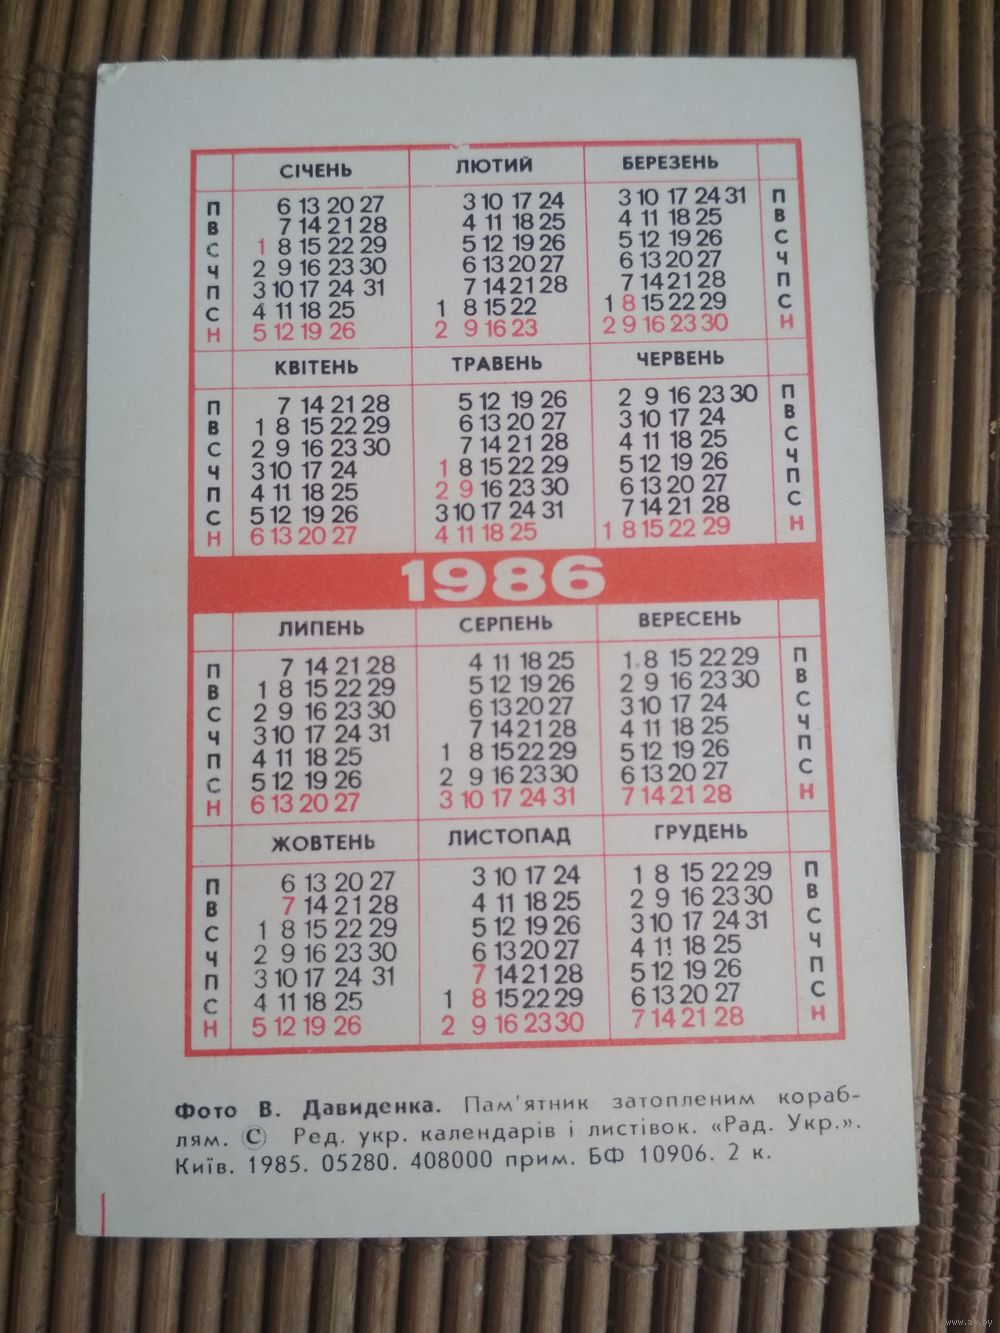 СІЧЕНЬ ЛЮТИЙ БЕРЕЗЕНЬ
П 6 13 20 27 3 10 17 24 3 10 17 24 31 П
В 7 14 21 28 4 11 18 25 4 11 18 25 В
С 1 8 15 22 29 5 12 19 26 5 12 19 26 С
Ч 2 9 16 23 30 6 13 20 27 6 13 20 27 Ч
П 3 10 17 24 31 7 14 21 28 7 14 21 28 П
С 4 11 18 25 1 8 15 22 1 8 15 22 29 С
Н 5 12 19 26 2 9 16 23 2 9 16 23 30 Н
КВІТЕНЬ ТРАВЕНЬ ЧЕРВЕНЬ
П 7 14 21 28 5 12 19 26 2 9 16 23 30 П
В 1 8 15 22 29 6 13 20 27 3 10 17 24 В
С 2 9 16 23 30 7 14 21 28 4 11 18 25 С
Ч 3 10 17 24 1 8 15 22 29 5 12 19 26 Ч
П 4 11 18 25 2 9 16 23 30 6 13 20 27 П
С 5 12 19 26 3 10 17 24 31 7 14 21 28 С
Н 6 13 20 27 4 11 18 25 1 8 15 22 29 Н
1986
ЛИПЕНЬ СЕРПЕНЬ ВЕРЕСЕНЬ
П 7 14 21 28 4 11 18 25 1 8 15 22 29 П
В 1 8 15 22 29 5 12 19 26 2 9 16 23 30 В
С 2 9 16 23 30 6 13 20 27 3 10 17 24 С
Ч 3 10 17 24 31 7 14 21 28 4 11 18 25 Ч
П 4 11 18 25 1 8 15 22 29 5 12 19 26 П
С 5 12 19 26 2 9 16 23 30 6 13 20 27 С
Н 6 13 20 27 3 10 17 24 31 7 14 21 28 Н
ЖОВТЕНЬ ЛИСТОПАД ГРУДЕНЬ
П 6 13 20 27 3 10 17 24 1 8 15 22 29 П
В 7 14 21 28 4 11 18 25 2 9 16 23 30 В
С 1 8 15 22 29 5 12 19 26 3 10 17 24 31 С
Ч 2 9 16 23 30 6 13 20 27 4 11 18 25 Ч
П 3 10 17 24 31 7 14 21 28 5 12 19 26 П
С 4 11 18 25 1 8 15 22 29 6 13 20 27 С
Н 5 12 19 26 2 9 16 23 30 7 14 21 28 Н
Фото В. Давиденка. Пам'ятник затопленим кораб-
лям. © Ред. укр. календарів і листівок. «Рад. Укр.».
Київ. 1985. 05280. 408000 прим. БФ 10906. 2 к.
www.ay.by